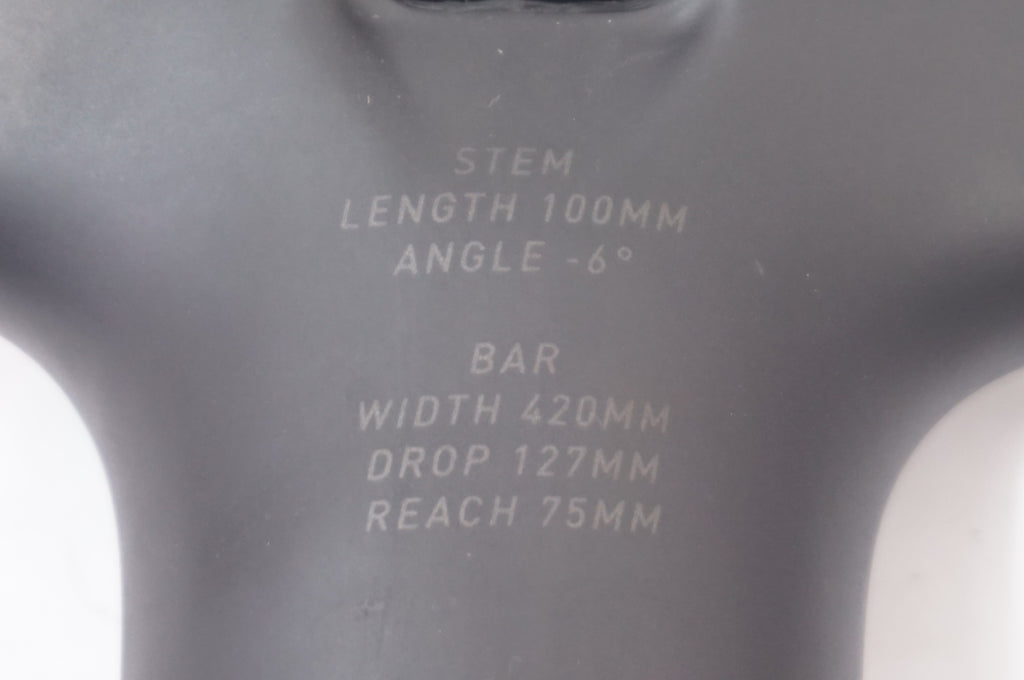 STEM
LENGTH 100MM
ANGLE -6°
BAR
WIDTH 420MM
DROP 127MM
REACH 75MM